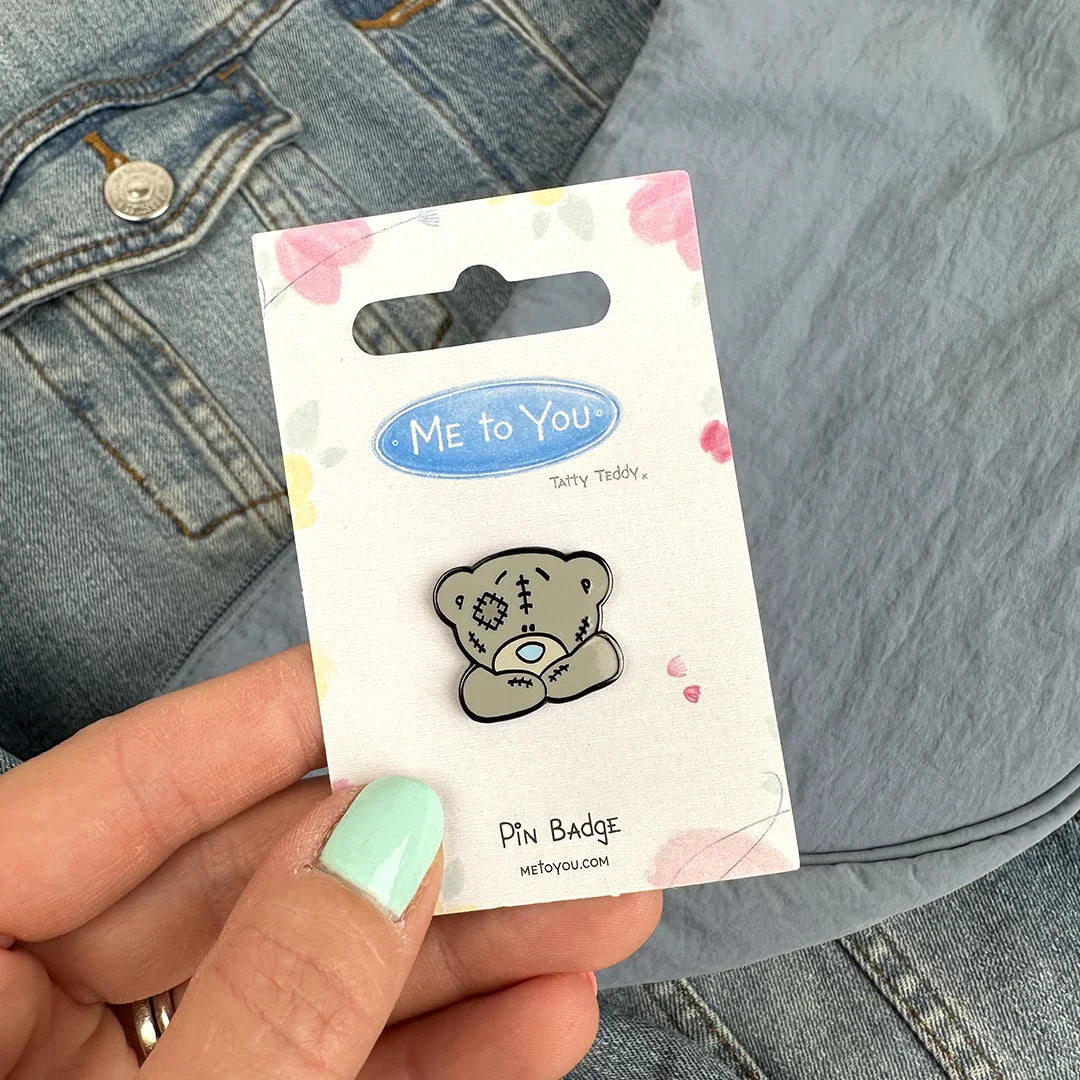 ME to YOU
TATTY TEDDY x
PiN BADGE
METOYOU.COM